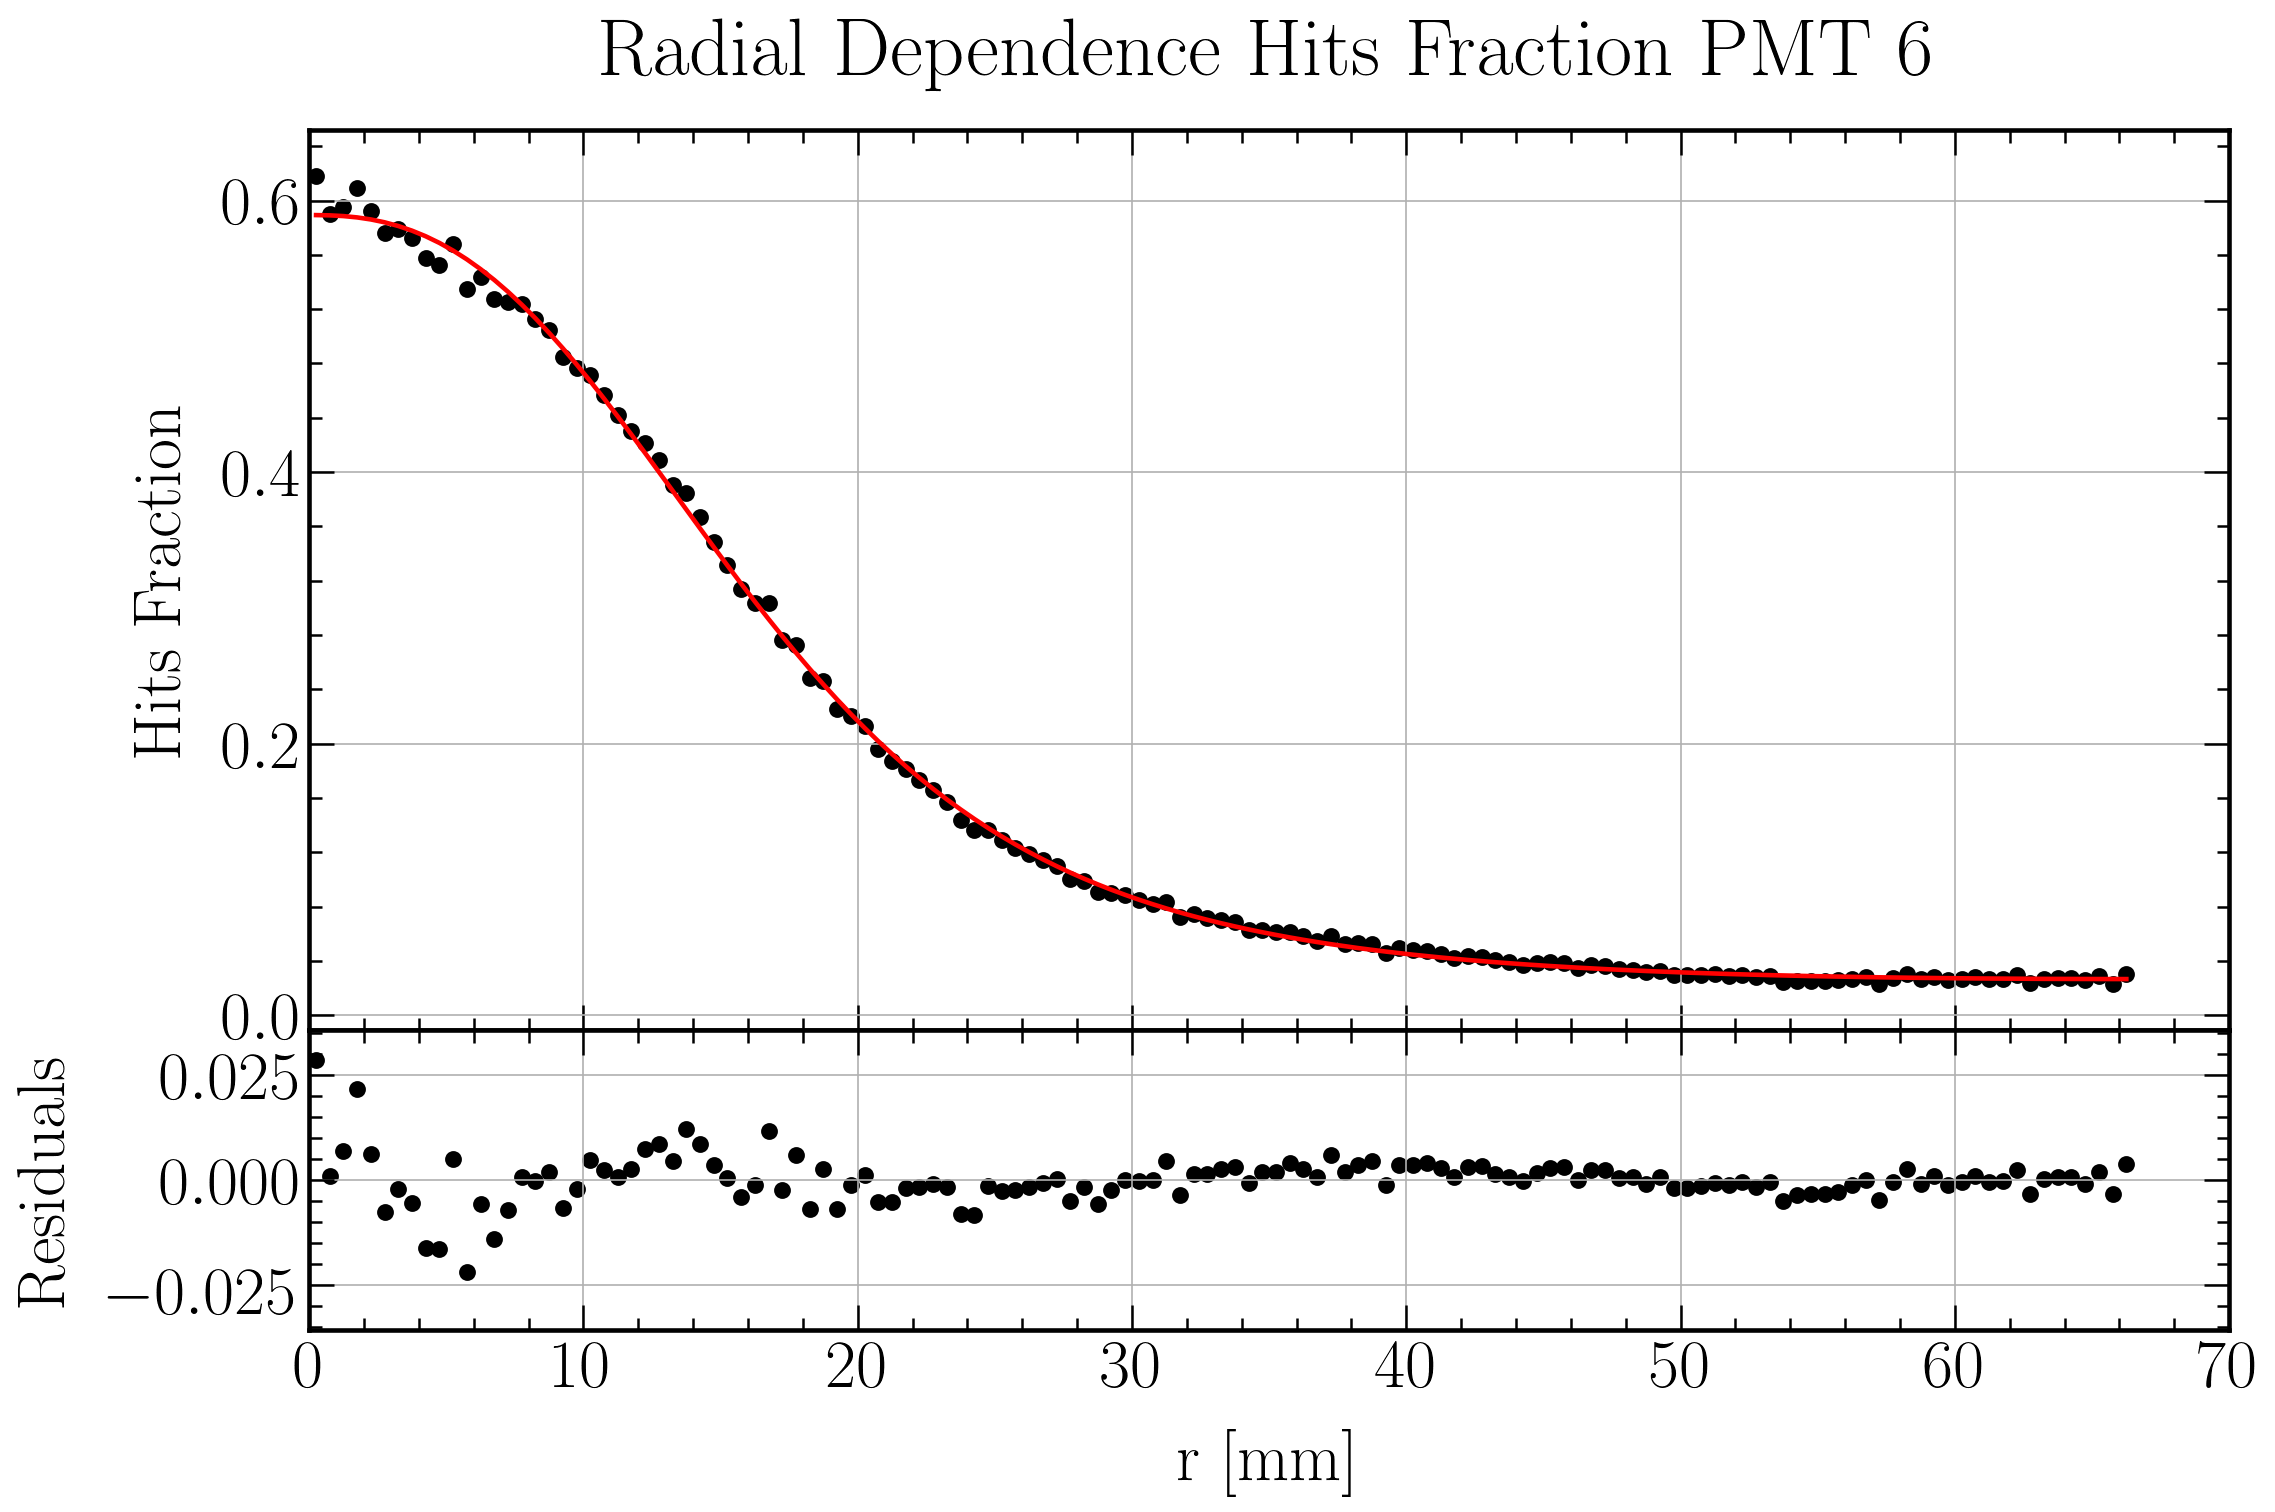 Radial Dependence Hits Fraction PMT 6
Hits Fraction
0.6
0.4
0.2
0.0
Residuals
0.025
0.000
−0.025
0 10 20 30 40 50 60 70
r [mm]